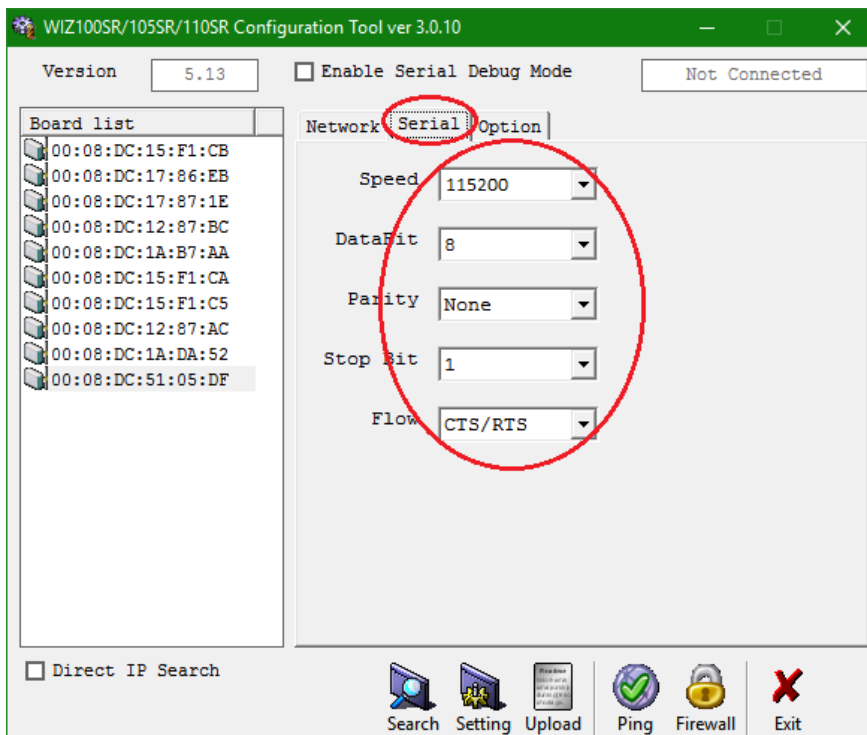 WIZ100SR/105SR/110SR Configuration Tool ver 3.0.10
Version 5.13 Enable Serial Debug Mode Not Connected
Board list
00:08:DC:15:F1:CB
00:08:DC:17:86:EB
00:08:DC:17:87:1E
00:08:DC:12:87:BC
00:08:DC:1A:B7:AA
00:08:DC:15:F1:CA
00:08:DC:15:F1:C5
00:08:DC:12:87:AC
00:08:DC:1A:DA:52
00:08:DC:51:05:DF
Network Serial Option
Speed 115200
DataBit 8
Parity None
Stop Bit 1
Flow CTS/RTS
Direct IP Search
Search Setting Upload Ping Firewall Exit